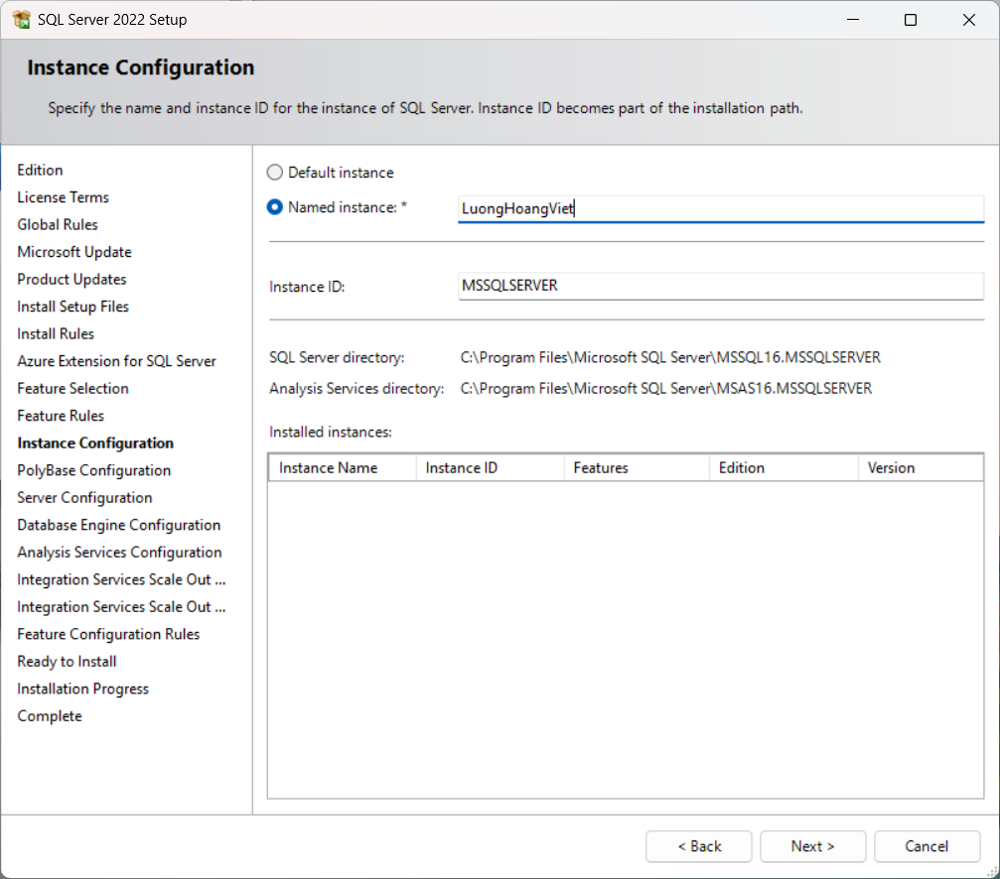 SQL Server 2022 Setup
Instance Configuration
Specify the name and instance ID for the instance of SQL Server. Instance ID becomes part of the installation path.
Edition
License Terms
Global Rules
Microsoft Update
Product Updates
Install Setup Files
Install Rules
Azure Extension for SQL Server
Feature Selection
Feature Rules
Instance Configuration
PolyBase Configuration
Server Configuration
Database Engine Configuration
Analysis Services Configuration
Integration Services Scale Out ...
Integration Services Scale Out ...
Feature Configuration Rules
Ready to Install
Installation Progress
Complete
Default instance
Named instance: * LuongHoangViet
Instance ID: MSSQLSERVER
SQL Server directory: C:\Program Files\Microsoft SQL Server\MSSQL16.MSSQLSERVER
Analysis Services directory: C:\Program Files\Microsoft SQL Server\MSAS16.MSSQLSERVER
Installed instances:
Instance Name Instance ID Features Edition Version
< Back Next > Cancel